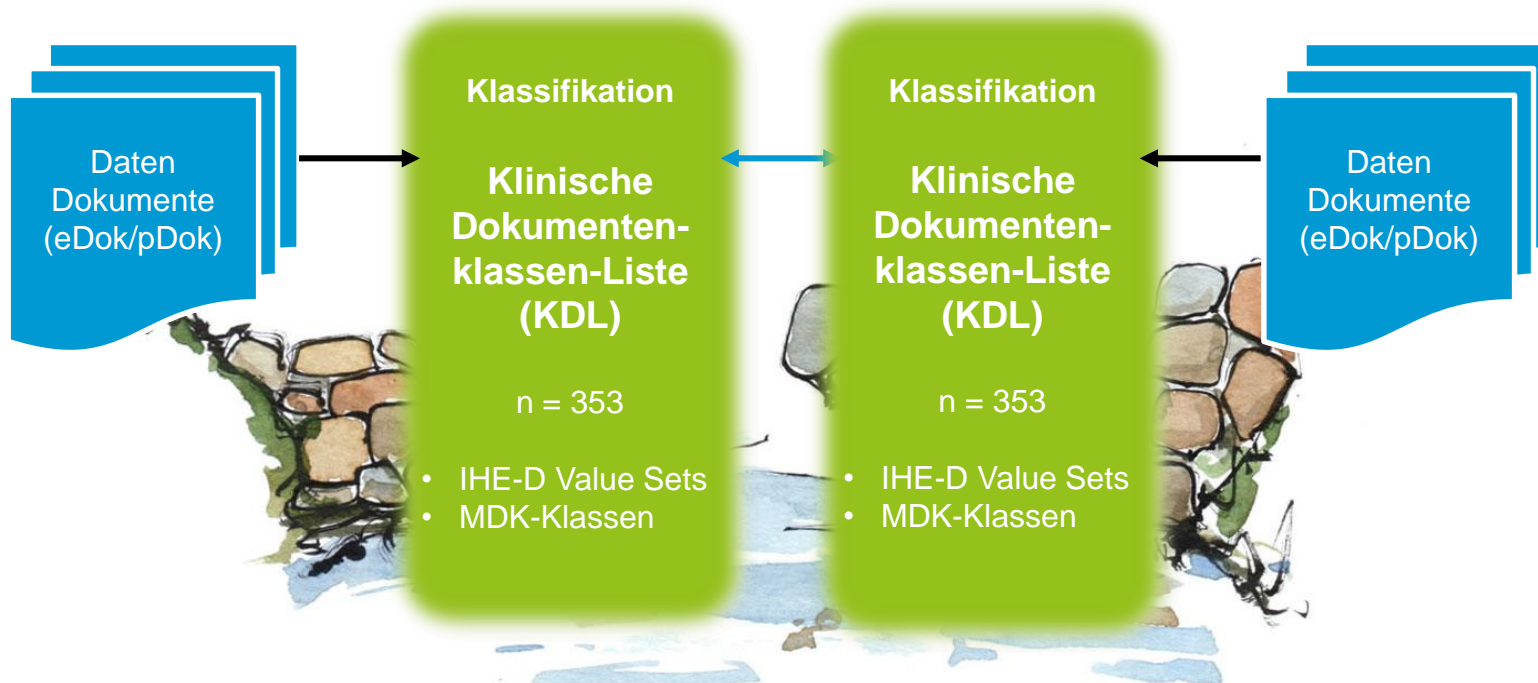 Daten
Dokumente
(eDok/pDok)
Klassifikation
Klinische
Dokumenten-
klassen-Liste
(KDL)
n = 353
• IHE-D Value Sets
• MDK-Klassen
Klassifikation
Klinische
Dokumenten-
klassen-Liste
(KDL)
n = 353
• IHE-D Value Sets
• MDK-Klassen
Daten
Dokumente
(eDok/pDok)